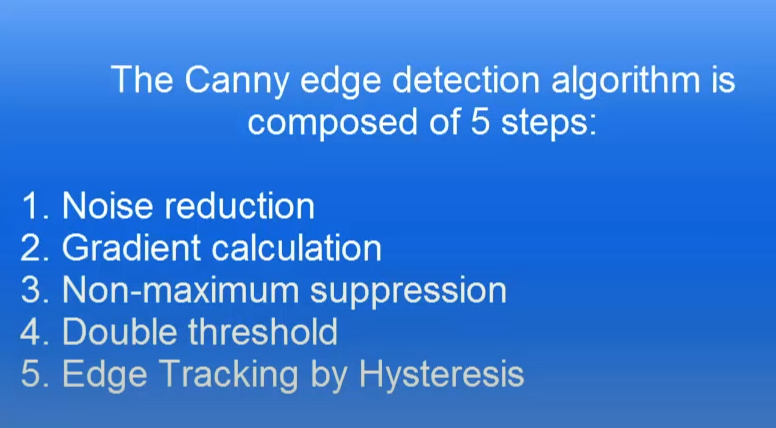 The Canny edge detection algorithm is
composed of 5 steps:
1. Noise reduction
2. Gradient calculation
3. Non-maximum suppression
4. Double threshold
5. Edge Tracking by Hysteresis